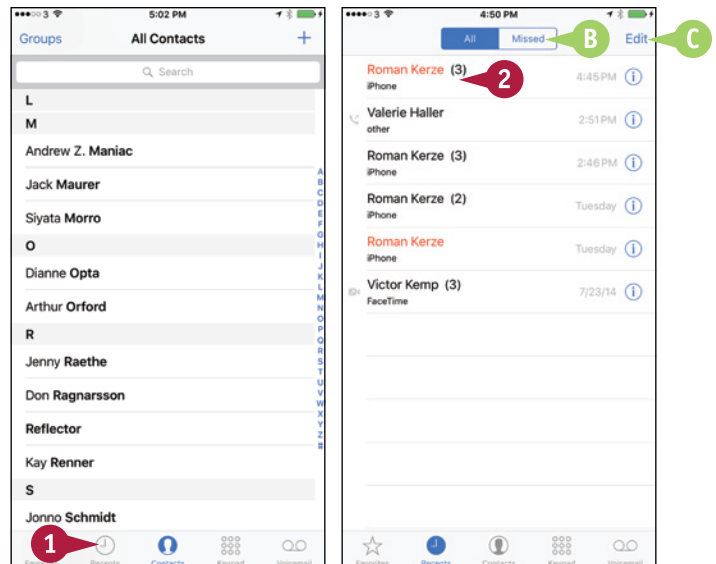 3 5:02 PM
Groups All Contacts +
Search
L
M
Andrew Z. Maniac
Jack Maurer
Siyata Morro
O
Dianne Opta
Arthur Orford
R
Jenny Raethe
Don Ragnarsson
Reflector
Kay Renner
S
Jonno Schmidt
A
B
C
D
E
F
G
H
I
J
K
L
M
N
O
P
Q
R
S
T
U
V
W
X
Y
Z
#
1
Favorites Recents Contacts Keypad Voicemail
3 4:50 PM
All Missed B Edit C
Roman Kerze (3) 4:45 PM i
iPhone
2
Valerie Haller 2:51 PM i
other
Roman Kerze (3) 2:46 PM i
iPhone
Roman Kerze (2) Tuesday i
iPhone
Roman Kerze Tuesday i
iPhone
Victor Kemp (3) 7/23/14 i
FaceTime
Favorites Recents Contacts Keypad Voicemail